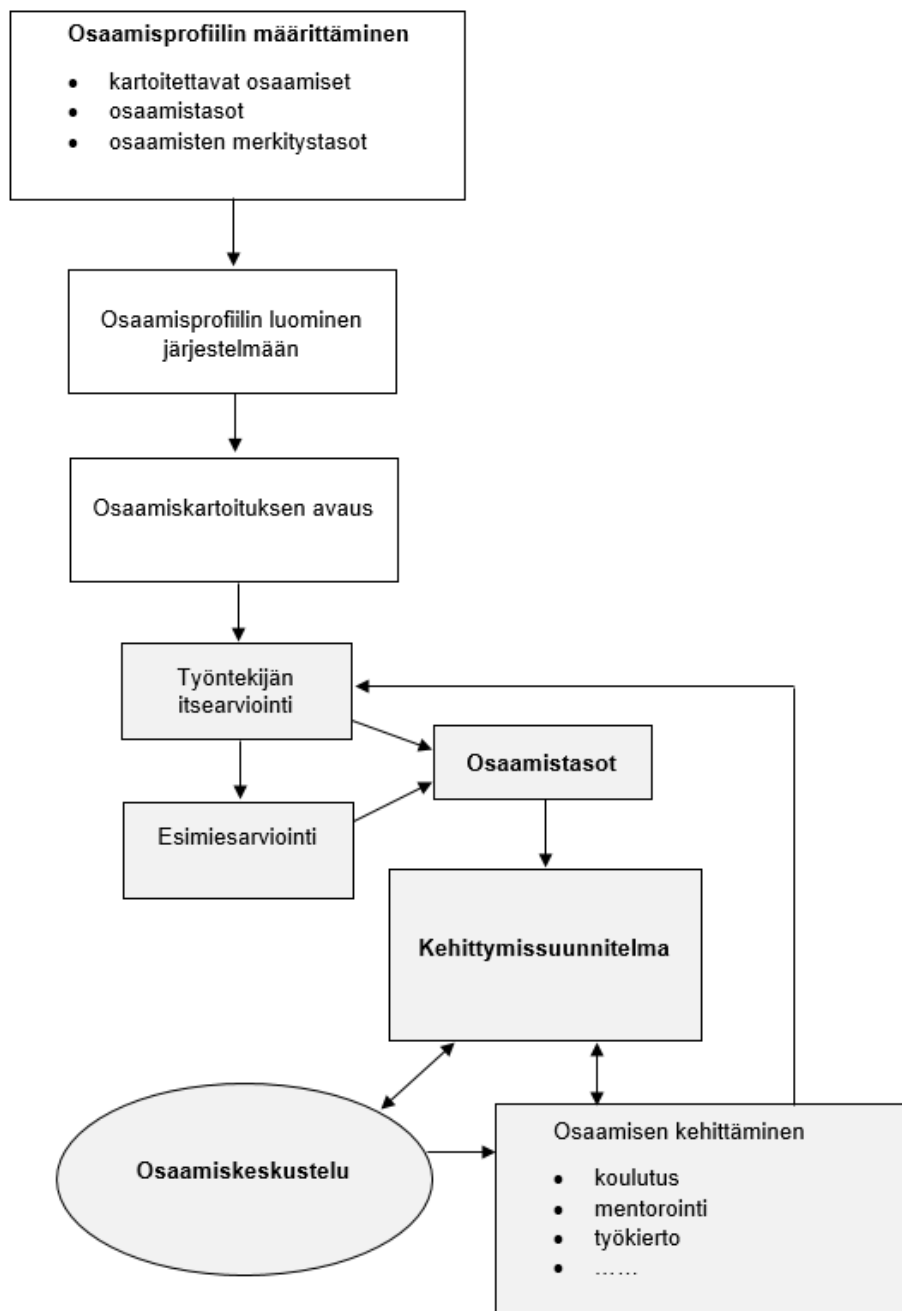 Osaamisprofiilin määrittäminen
• kartoitettavat osaamiset
• osaamistasot
• osaamisten merkitystasot
Osaamisprofiilin luominen
järjestelmään
Osaamiskartoituksen avaus
Työntekijän
itsearviointi
Osaamistasot
Esimiesarviointi
Kehittymissuunnitelma
Osaamiskeskustelu
Osaamisen kehittäminen
• koulutus
• mentorointi
• työkierto
• ……